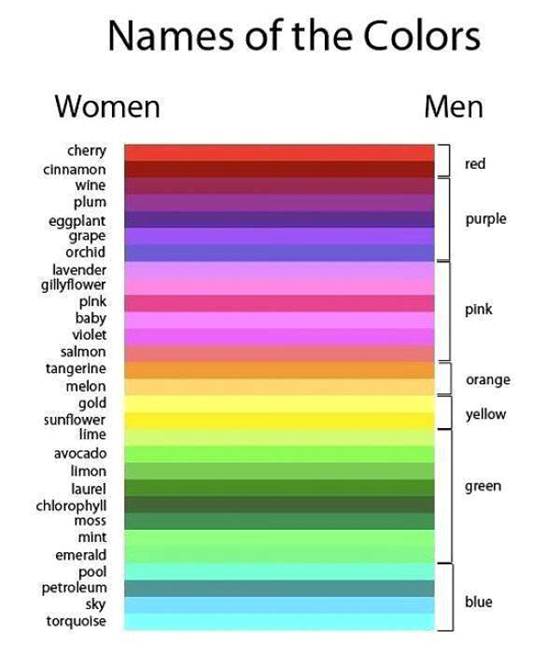 Names of the Colors
Women
Men
cherry
cinnamon
wine
plum
eggplant
grape
orchid
lavender
gillyflower
pink
baby
violet
salmon
tangerine
melon
gold
sunflower
lime
avocado
limon
laurel
chlorophyll
moss
mint
emerald
pool
petroleum
sky
torquoise
red
purple
pink
orange
yellow
green
blue